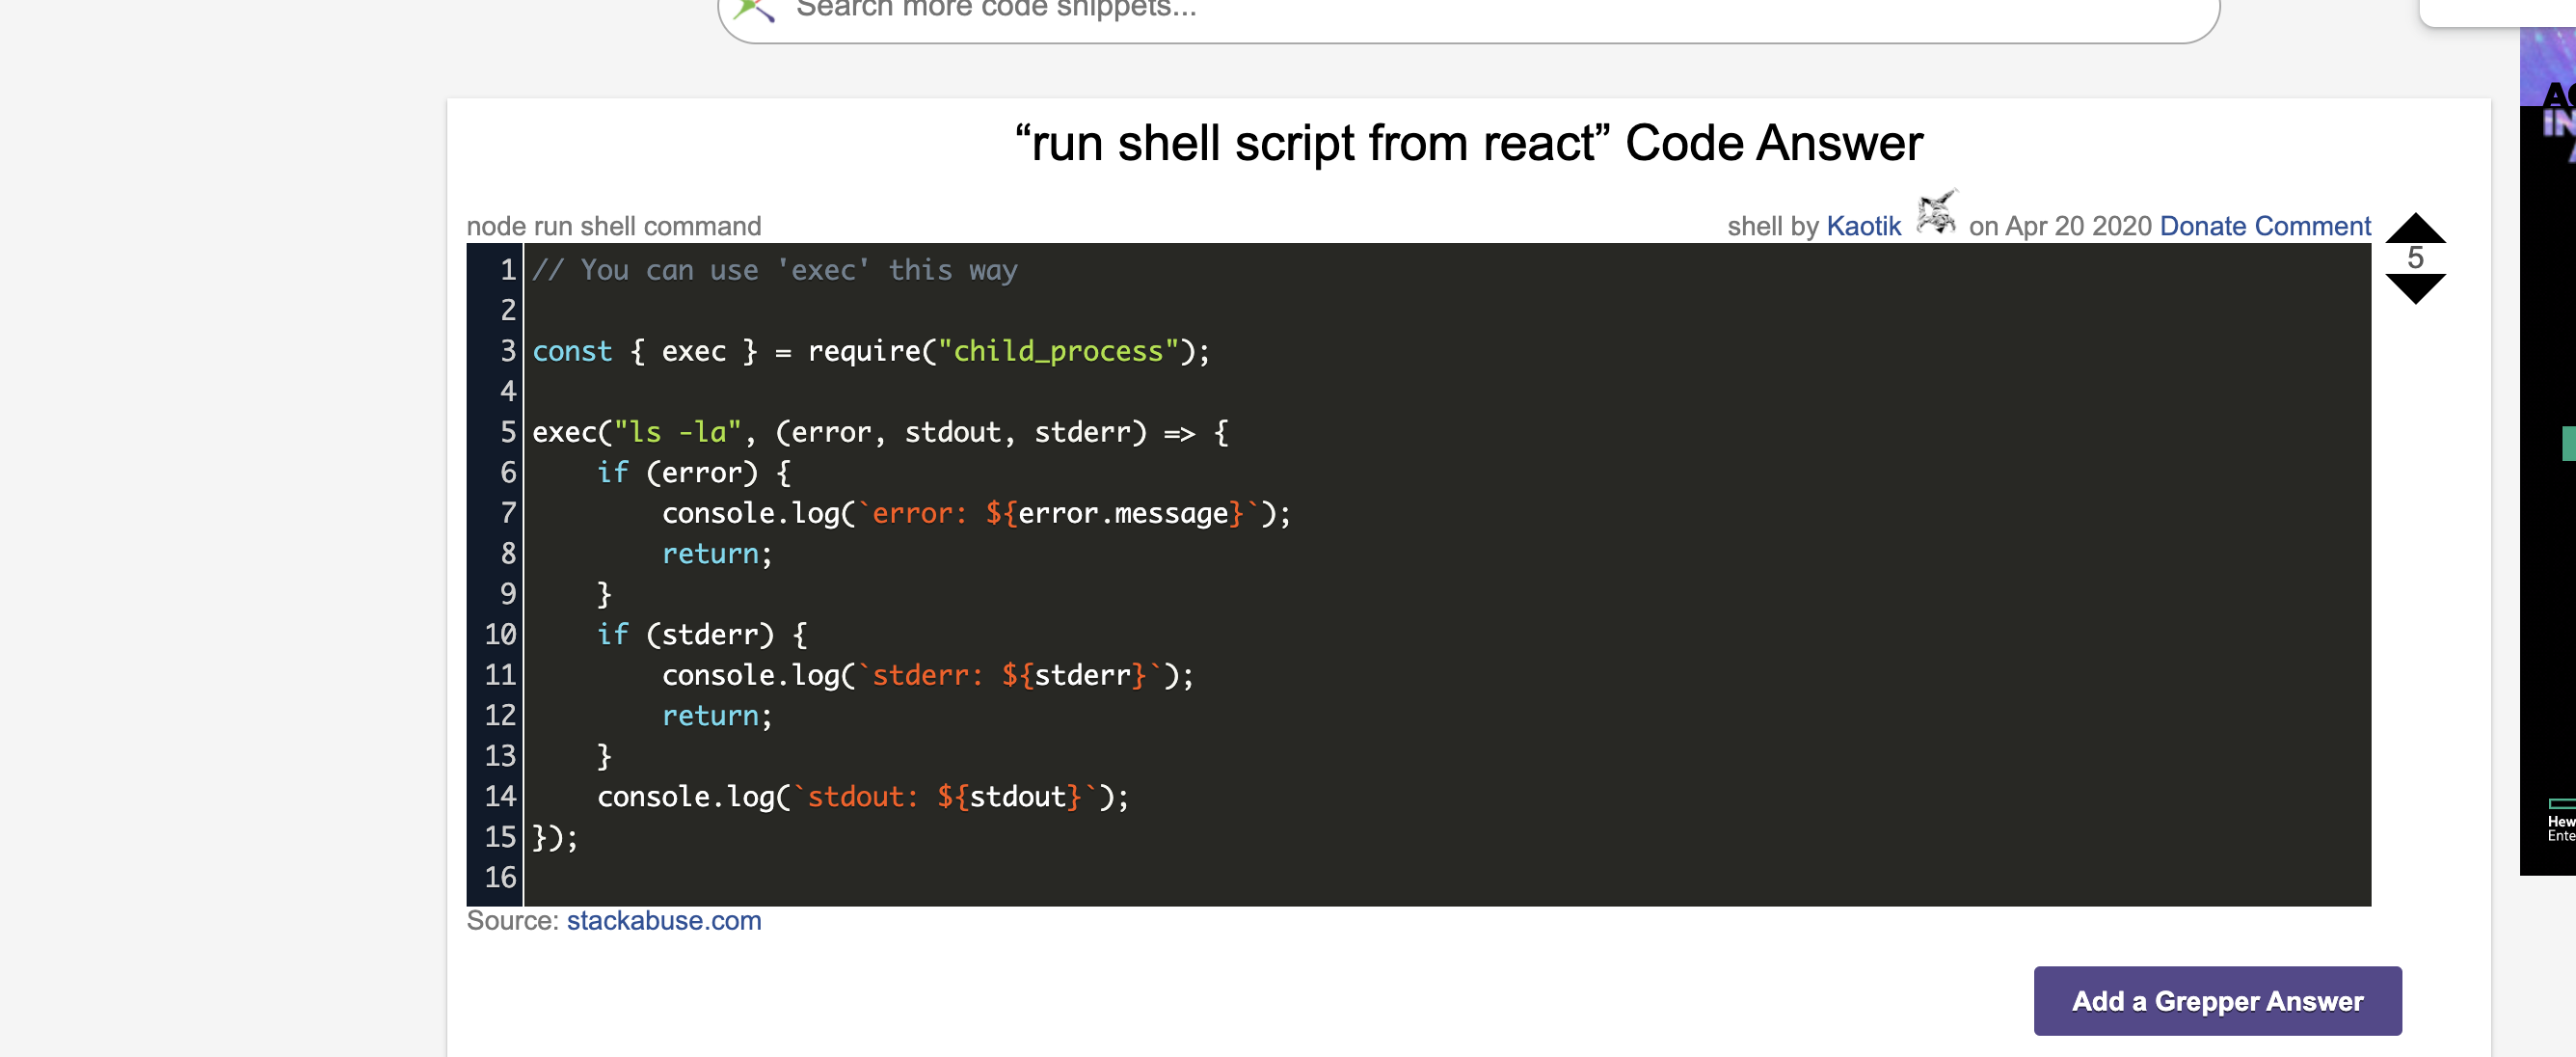 Search more code snippets...
“run shell script from react” Code Answer
node run shell command
shell by Kaotik on Apr 20 2020 Donate Comment
5
1 // You can use 'exec' this way
2
3 const { exec } = require("child_process");
4
5 exec("ls -la", (error, stdout, stderr) => {
6     if (error) {
7         console.log(`error: ${error.message}`);
8         return;
9     }
10     if (stderr) {
11         console.log(`stderr: ${stderr}`);
12         return;
13     }
14     console.log(`stdout: ${stdout}`);
15 });
16
Source: stackabuse.com
Add a Grepper Answer
IN
Hew
Ente